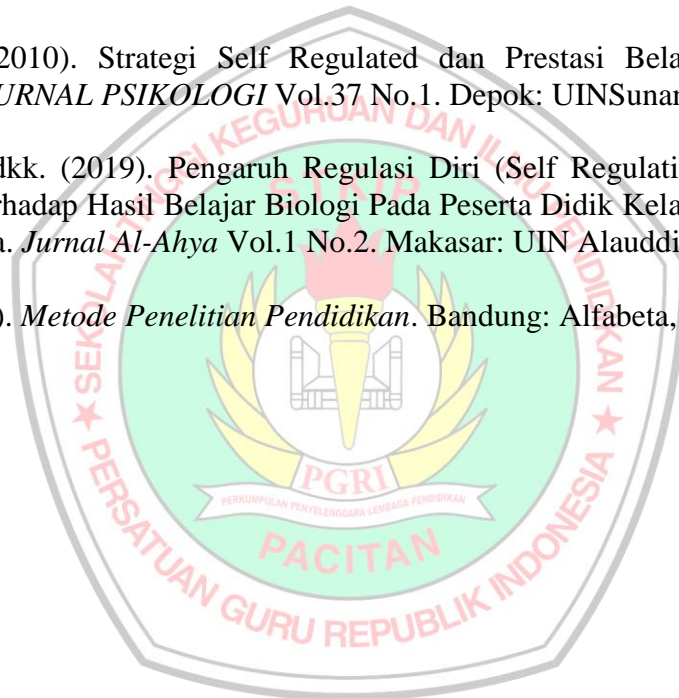 2010). Strategi Self Regulated dan Prestasi Bela
URNAL PSIKOLOGI Vol.37 No.1. Depok: UINSunan
dkk. (2019). Pengaruh Regulasi Diri (Self Regulati
rhadap Hasil Belajar Biologi Pada Peserta Didik Kela
a. Jurnal Al-Ahya Vol.1 No.2. Makasar: UIN Alauddi
). Metode Penelitian Pendidikan. Bandung: Alfabeta,
SEKOLAH TINGGI KEGURUAN DAN ILMU PENDIDIKAN
STKIP
PGRI
PERKUMPULAN PENYELENGGARA LEMBAGA PENDIDIKAN
PACITAN
PERSATUAN GURU REPUBLIK INDONESIA